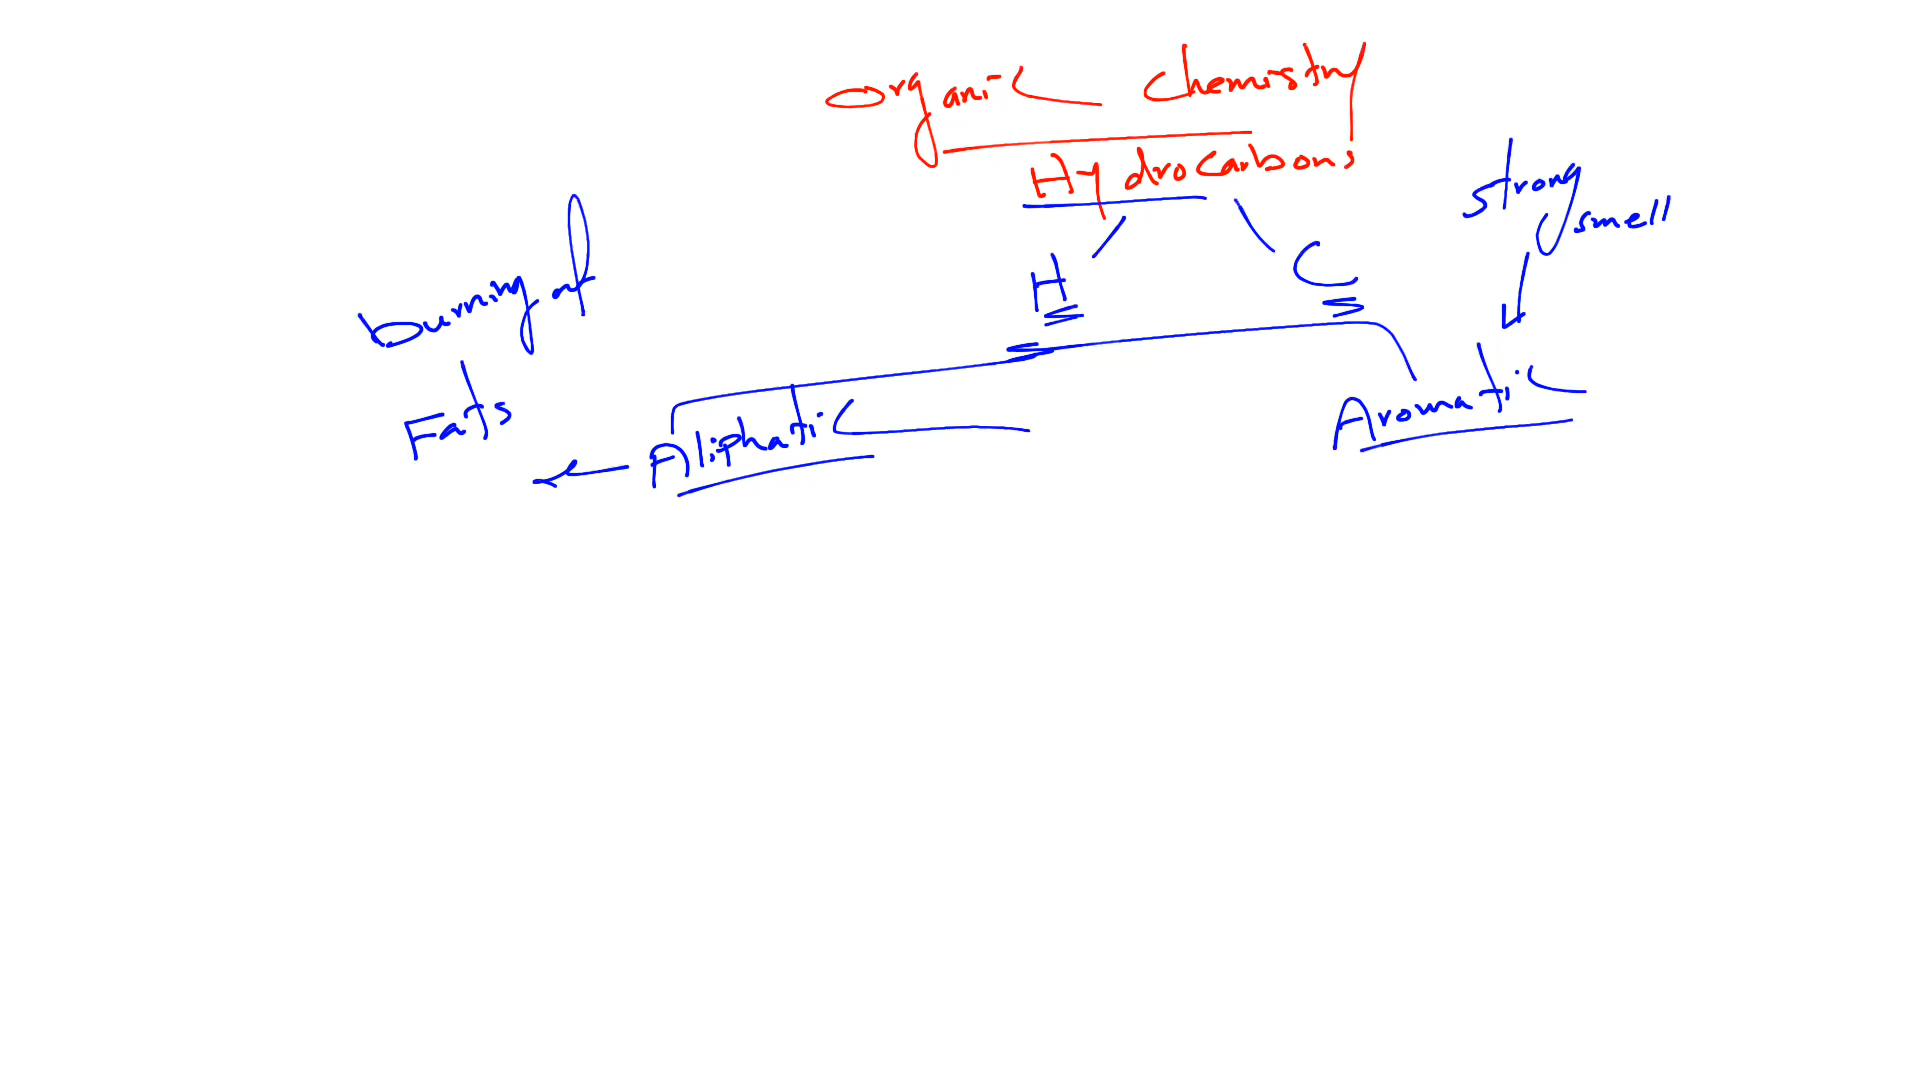 Organic Chemistry
Hydrocarbons
H C
strong
smell
burning of
Fats
Aliphatic
Aromatic